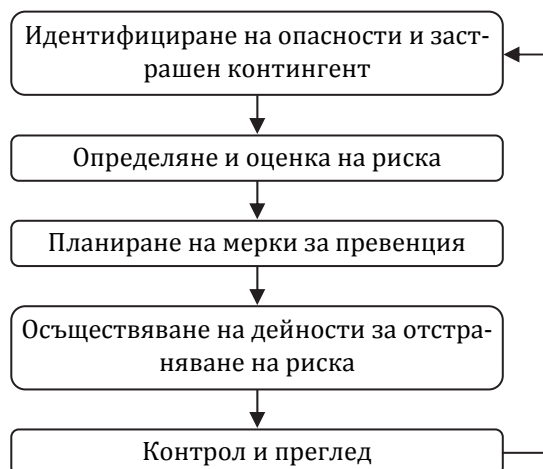 Идентифициране на опасности и заст-
рашен контингент
Определяне и оценка на риска
Планиране на мерки за превенция
Осъществяване на дейности за отстра-
няване на риска
Контрол и преглед